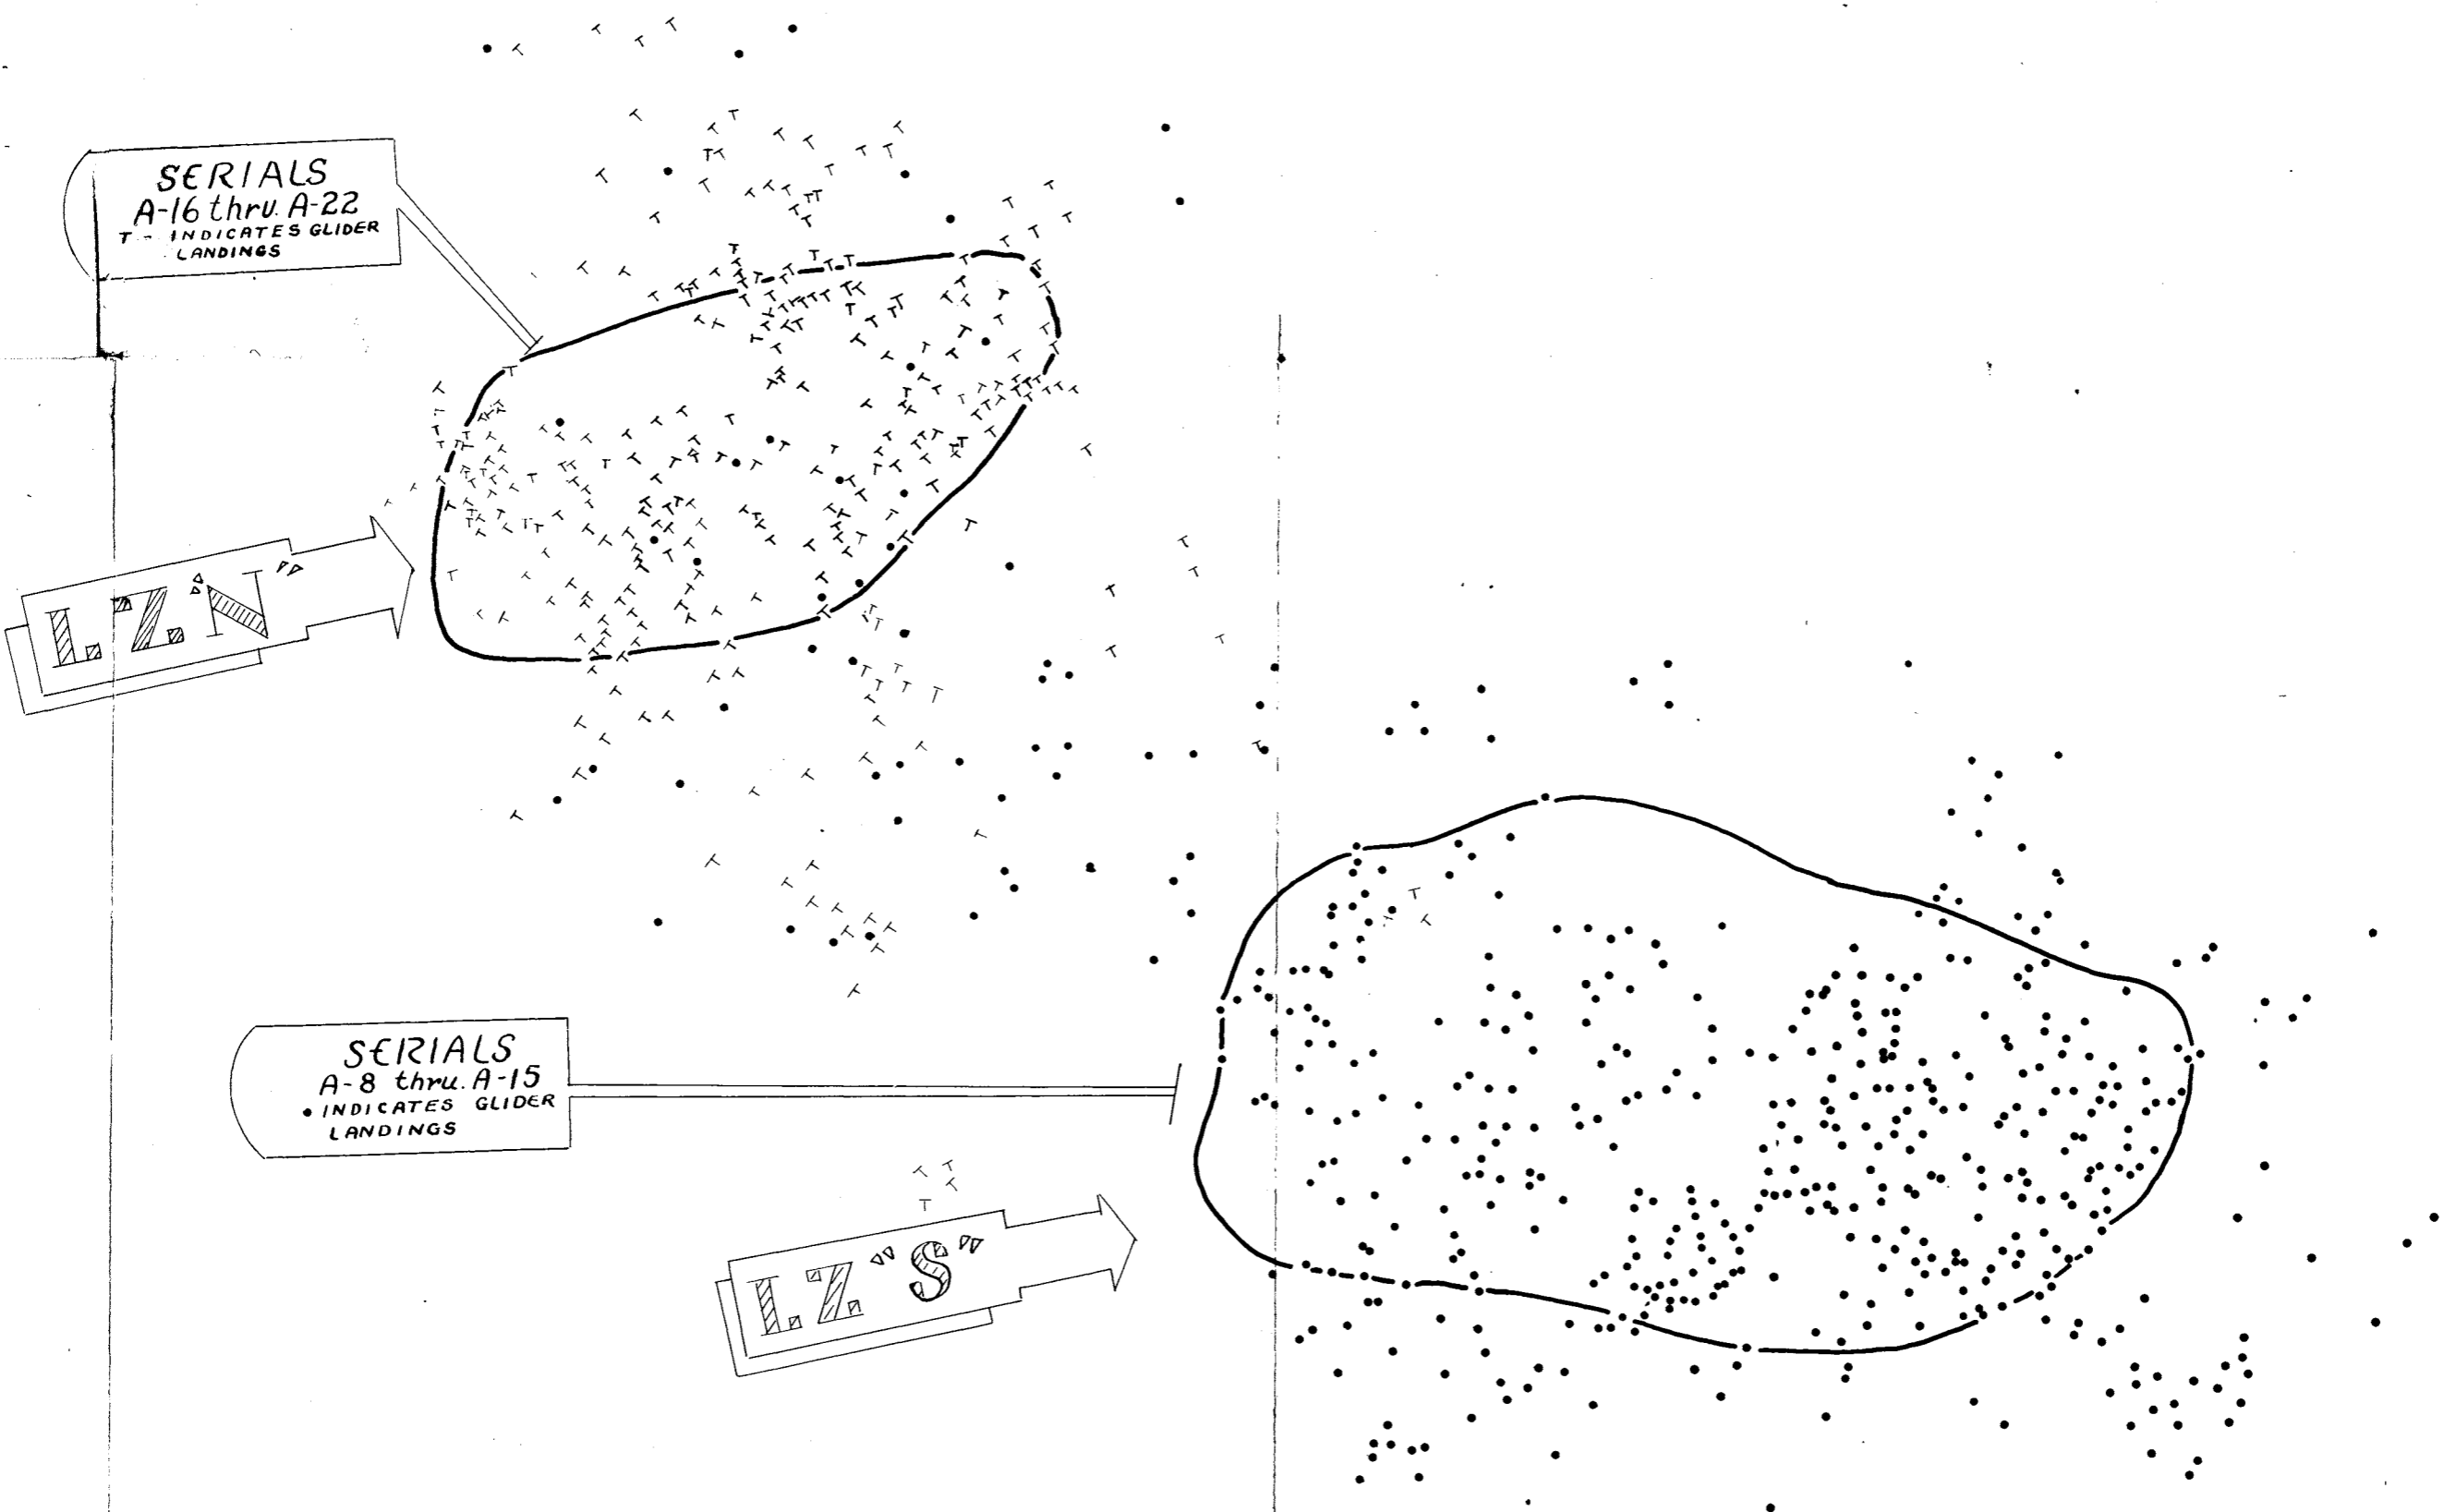 SERIALS
A-16 thru. A-22
T - INDICATES GLIDER
LANDINGS
L.Z. "N"
SERIALS
A-8 thru. A-15
• INDICATES GLIDER
LANDINGS
L.Z. "S"